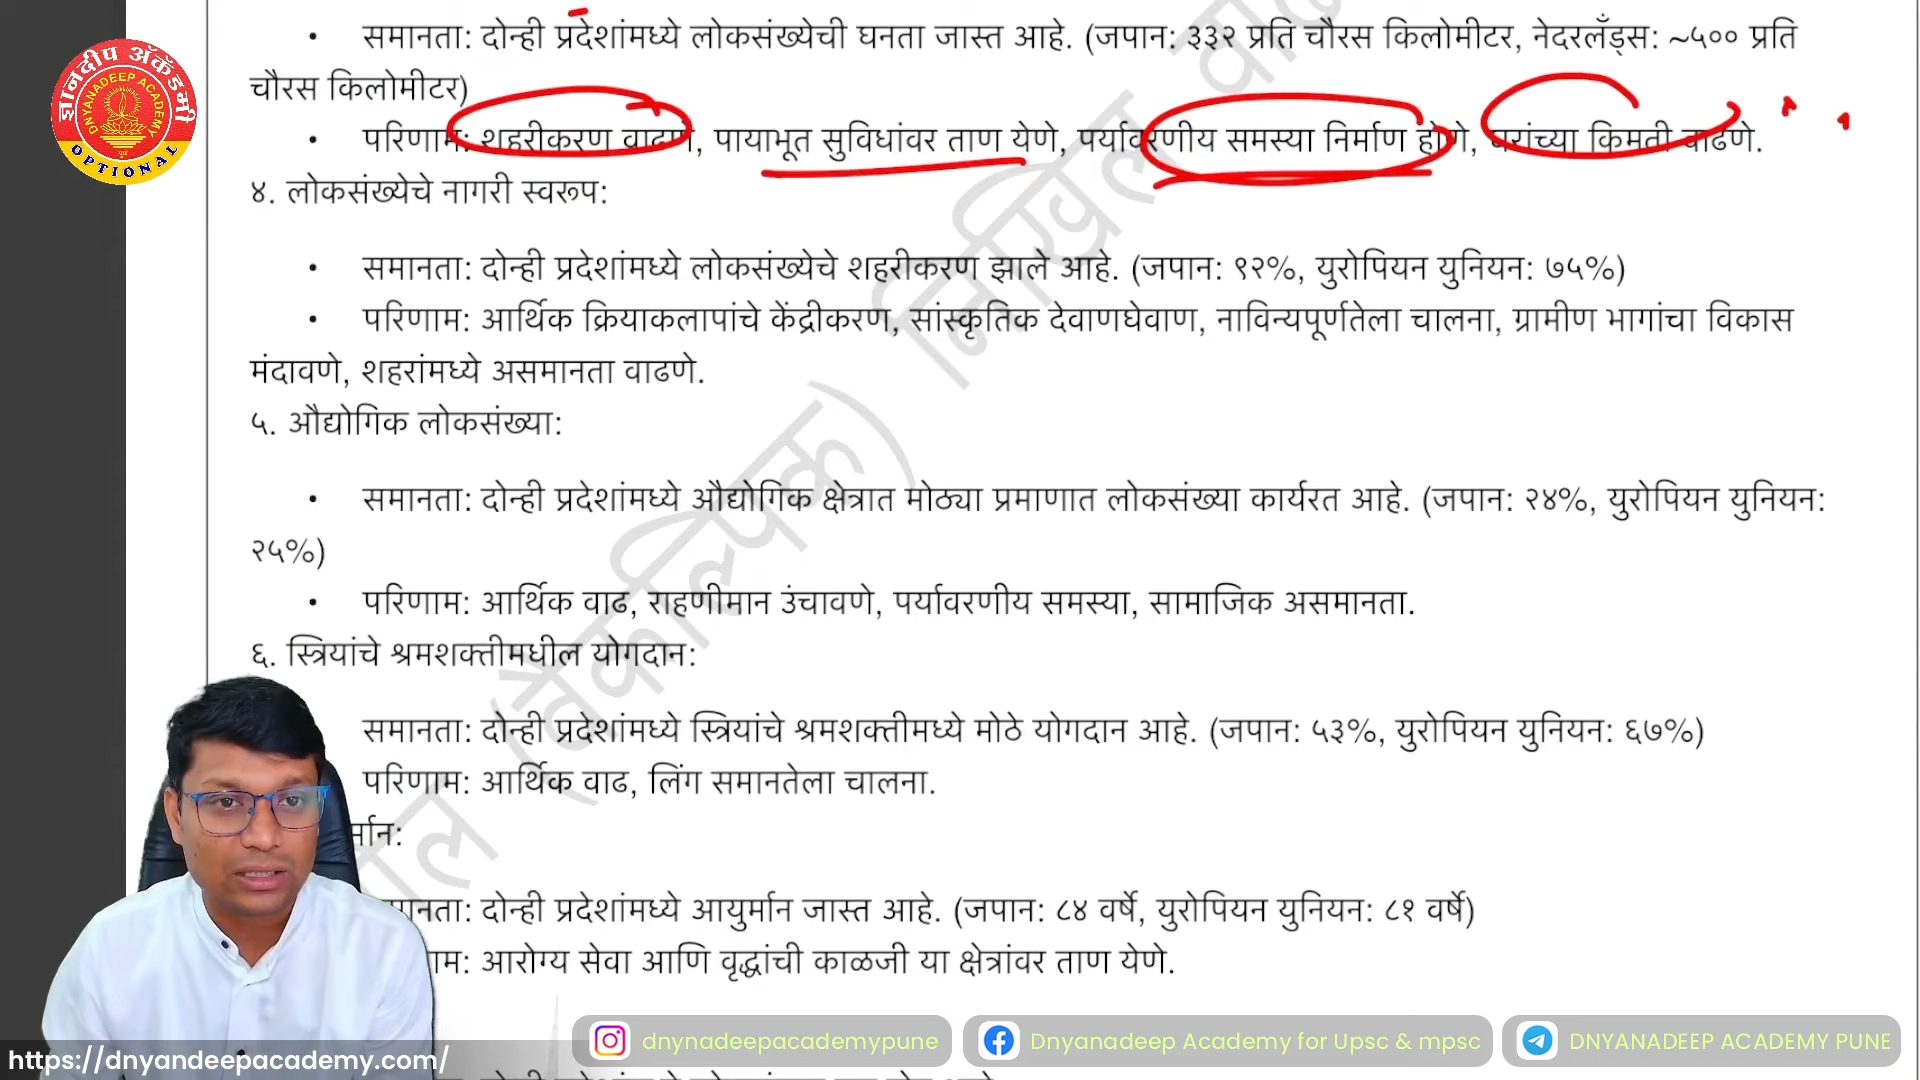 • समानता: दोन्ही प्रदेशांमध्ये लोकसंख्येची घनता जास्त आहे. (जपान: ३३२ प्रति चौरस किलोमीटर, नेदरलँड्स: ~५०० प्रति
चौरस किलोमीटर)
• परिणाम: शहरीकरण वाढणे, पायाभूत सुविधांवर ताण येणे, पर्यावरणीय समस्या निर्माण होणे, घरांच्या किमती वाढणे.
४. लोकसंख्येचे नागरी स्वरूप:
• समानता: दोन्ही प्रदेशांमध्ये लोकसंख्येचे शहरीकरण झाले आहे. (जपान: ९२%, युरोपियन युनियन: ७५%)
• परिणाम: आर्थिक क्रियाकलापांचे केंद्रीकरण, सांस्कृतिक देवाणघेवाण, नाविन्यपूर्णतेला चालना, ग्रामीण भागांचा विकास
मंदावणे, शहरांमध्ये असमानता वाढणे.
५. औद्योगिक लोकसंख्या:
• समानता: दोन्ही प्रदेशांमध्ये औद्योगिक क्षेत्रात मोठ्या प्रमाणात लोकसंख्या कार्यरत आहे. (जपान: २४%, युरोपियन युनियन:
२५%)
• परिणाम: आर्थिक वाढ, राहणीमान उंचावणे, पर्यावरणीय समस्या, सामाजिक असमानता.
६. स्त्रियांचे श्रमशक्तीमधील योगदान:
समानता: दोन्ही प्रदेशांमध्ये स्त्रियांचे श्रमशक्तीमध्ये मोठे योगदान आहे. (जपान: ५३%, युरोपियन युनियन: ६७%)
परिणाम: आर्थिक वाढ, लिंग समानतेला चालना.
र्मान:
मानता: दोन्ही प्रदेशांमध्ये आयुर्मान जास्त आहे. (जपान: ८४ वर्षे, युरोपियन युनियन: ८१ वर्षे)
ाम: आरोग्य सेवा आणि वृद्धांची काळजी या क्षेत्रांवर ताण येणे.
(वैकल्पिक) निखिल
ज्ञानदीप अ‍ॅकॅडमी
DNYANADEEP ACADEMY
पुणे
OPTIONAL
https://dnyandeepacademy.com/
dnynadeepacademypune
Dnyanadeep Academy for Upsc & mpsc
DNYANADEEP ACADEMY PUNE